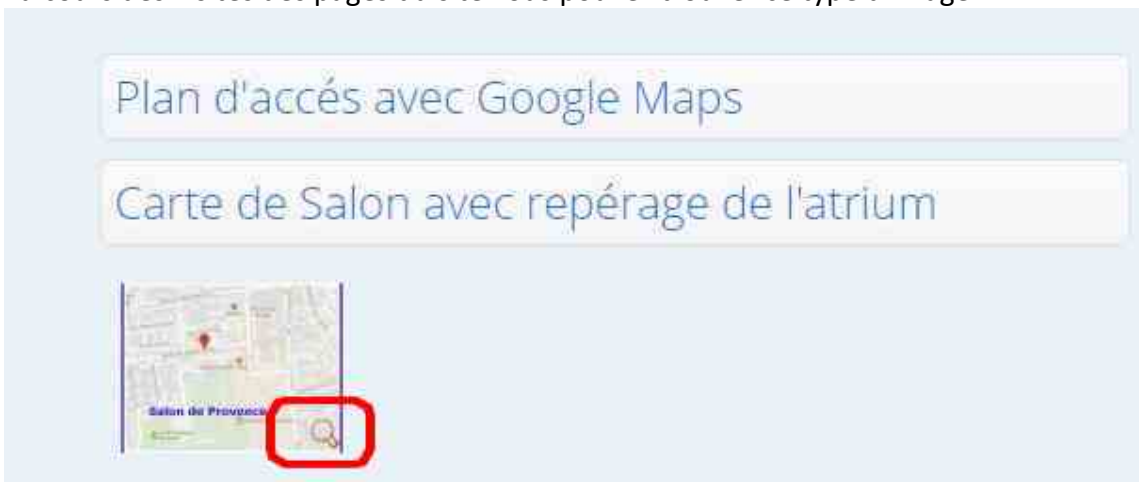 Plan d'accés avec Google Maps
Carte de Salon avec repérage de l'atrium
Salon de Provence